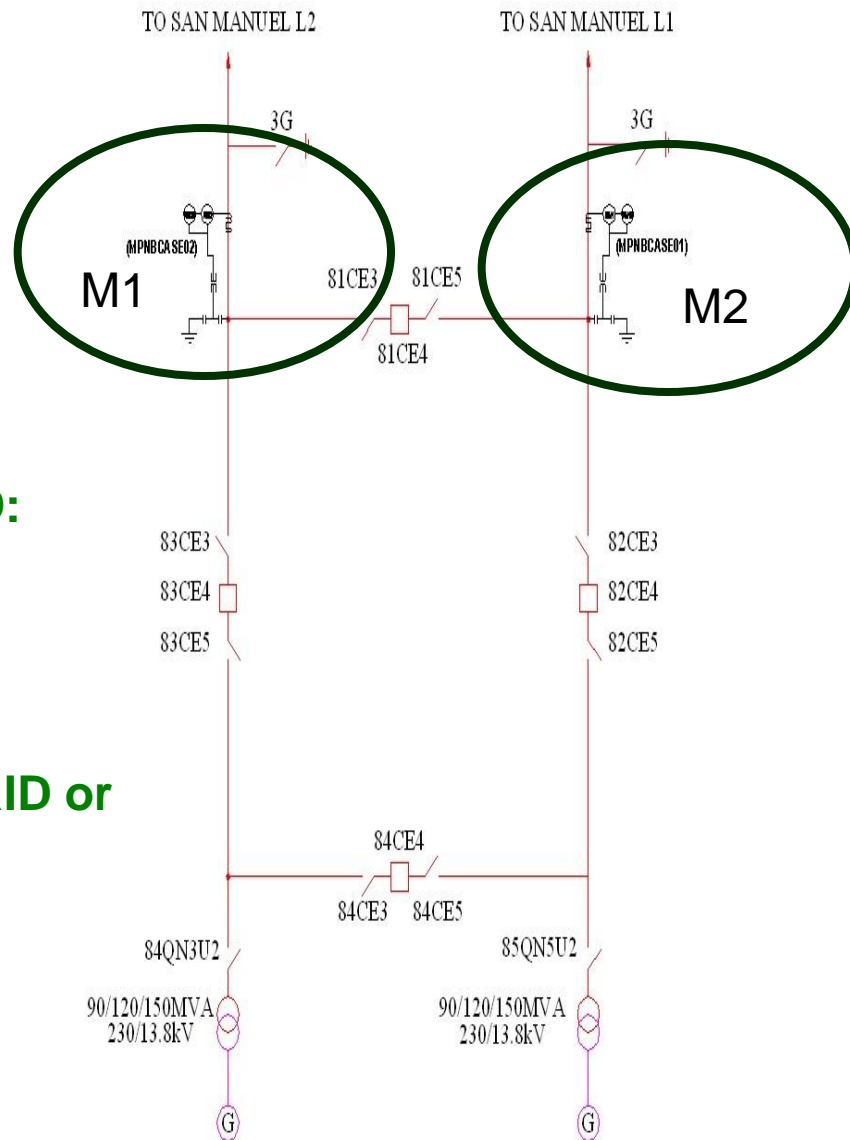 TO SAN MANUEL L2
TO SAN MANUEL L1
3G
3G
(MPNBCASE02)
(MPNBCASE01)
M1
M2
81CE3
81CE5
81CE4
:
83CE3
82CE3
83CE4
82CE4
83CE5
82CE5
ID or
84CE4
84CE3
84CE5
84QN3U2
85QN5U2
90/120/150MVA
230/13.8kV
90/120/150MVA
230/13.8kV
G
G